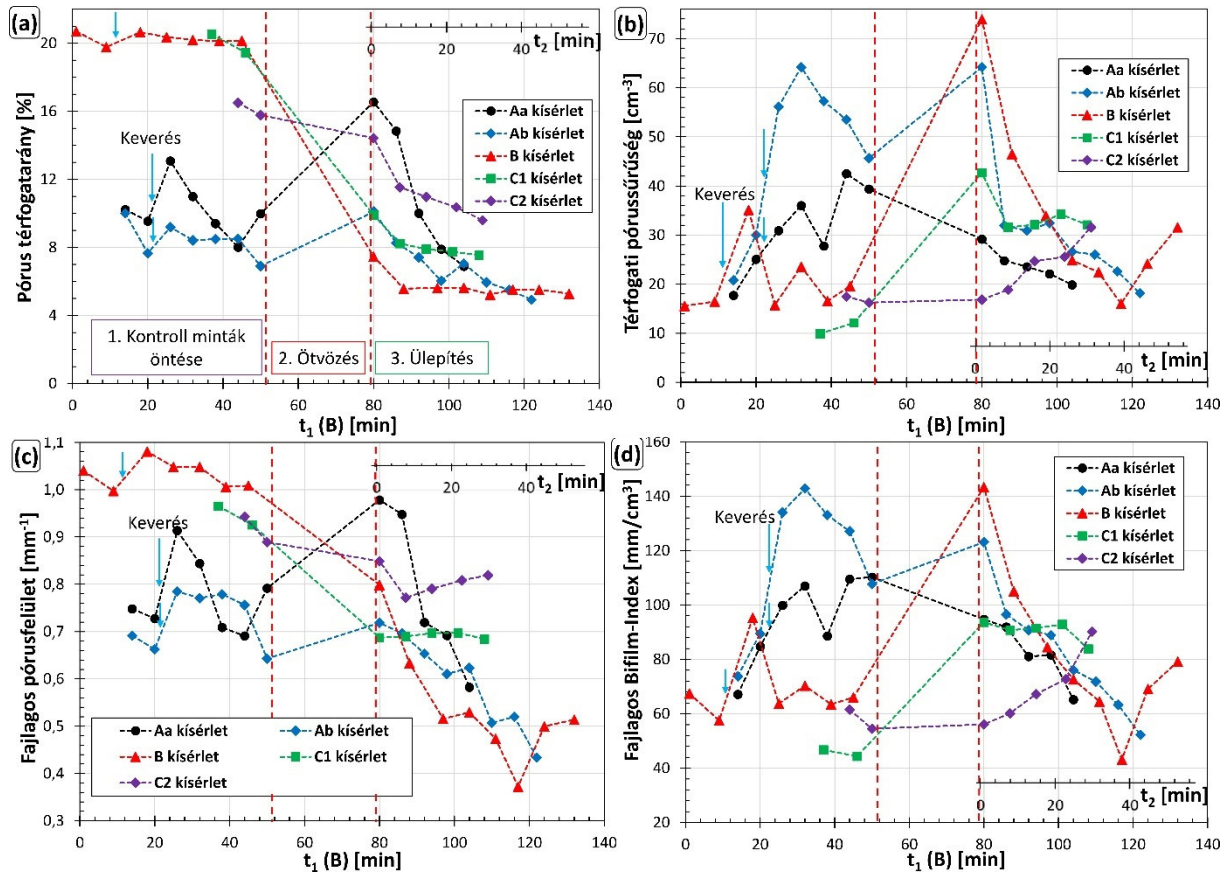 (a)
Pórus térfogatarány [%]
20
16
12
8
4
0
0 20 40
t2 [min]
Keverés
Aa kísérlet
Ab kísérlet
B kísérlet
C1 kísérlet
C2 kísérlet
1. Kontroll minták
öntése
2. Ötvözés
3. Ülepítés
0 20 40 60 80 100 120 140
t1 (B) [min]
(b)
Térfogati pórussűrűség [cm-3]
70
60
50
40
30
20
10
0
Keverés
Aa kísérlet
Ab kísérlet
B kísérlet
C1 kísérlet
C2 kísérlet
0 20 40
t2 [min]
0 20 40 60 80 100 120 140
t1 (B) [min]
(c)
Fajlagos pórusfelület [mm-1]
1,1
1,0
0,9
0,8
0,7
0,6
0,5
0,4
0,3
0 20 40
t2 [min]
Keverés
Aa kísérlet Ab kísérlet
B kísérlet C1 kísérlet
C2 kísérlet
0 20 40 60 80 100 120 140
t1 (B) [min]
(d)
Fajlagos Bifilm-Index [mm/cm3]
160
140
120
100
80
60
40
20
Keverés
Aa kísérlet
Ab kísérlet
B kísérlet
C1 kísérlet
C2 kísérlet
0 20 40
t2 [min]
0 20 40 60 80 100 120 140
t1 (B) [min]